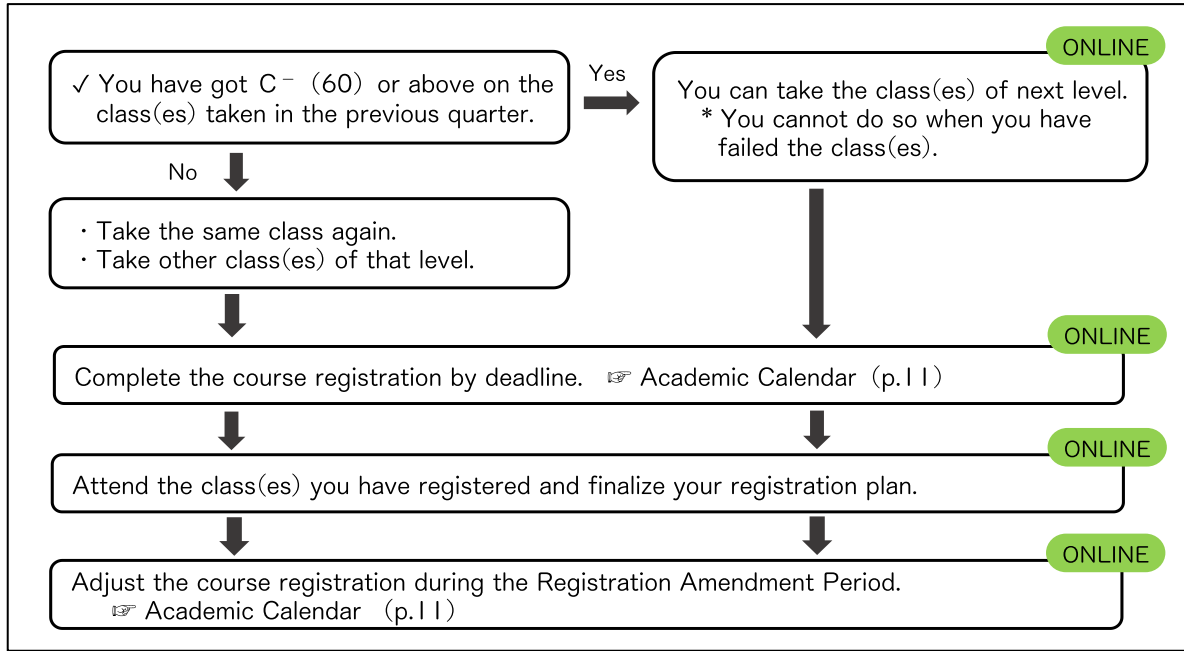 ONLINE
✓ You have got C⁻ (60) or above on the
class(es) taken in the previous quarter.
Yes
You can take the class(es) of next level.
* You cannot do so when you have
failed the class(es).
No
・Take the same class again.
・Take other class(es) of that level.
ONLINE
Complete the course registration by deadline. ☞ Academic Calendar (p.11)
ONLINE
Attend the class(es) you have registered and finalize your registration plan.
ONLINE
Adjust the course registration during the Registration Amendment Period.
☞ Academic Calendar (p.11)